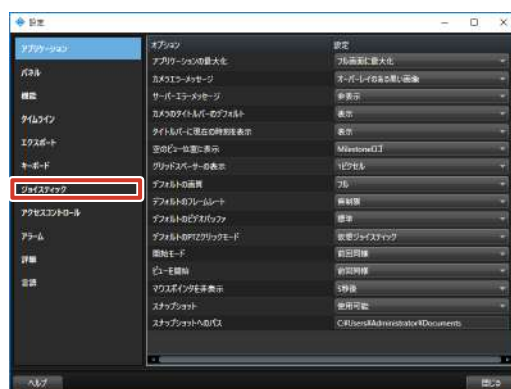 設定
アプリケーション
パネル
機能
タイムライン
エクスポート
キーボード
ジョイスティック
アクセスコントロール
アラーム
詳細
言語
オプション 設定
アプリケーションの最大化 フル画面に最大化
カメラエラーメッセージ オーバーレイのある黒い画像
サーバーエラーメッセージ 非表示
カメラのタイトルバーのデフォルト 表示
タイトルバーに現在の時刻を表示 表示
空のビュー位置に表示 Milestoneロゴ
グリッドスペーサーの表示 1ピクセル
デフォルトの画質 フル
デフォルトのフレームレート 無制限
デフォルトのビデオバッファ 標準
デフォルトのPTZクリックモード 仮想ジョイスティック
開始モード 前回同様
ビューを開始 前回同様
マウスポインタを非表示 5秒後
スナップショット 使用可能
スナップショットへのパス C:¥Users¥Administrator¥Documents
ヘルプ 閉じる